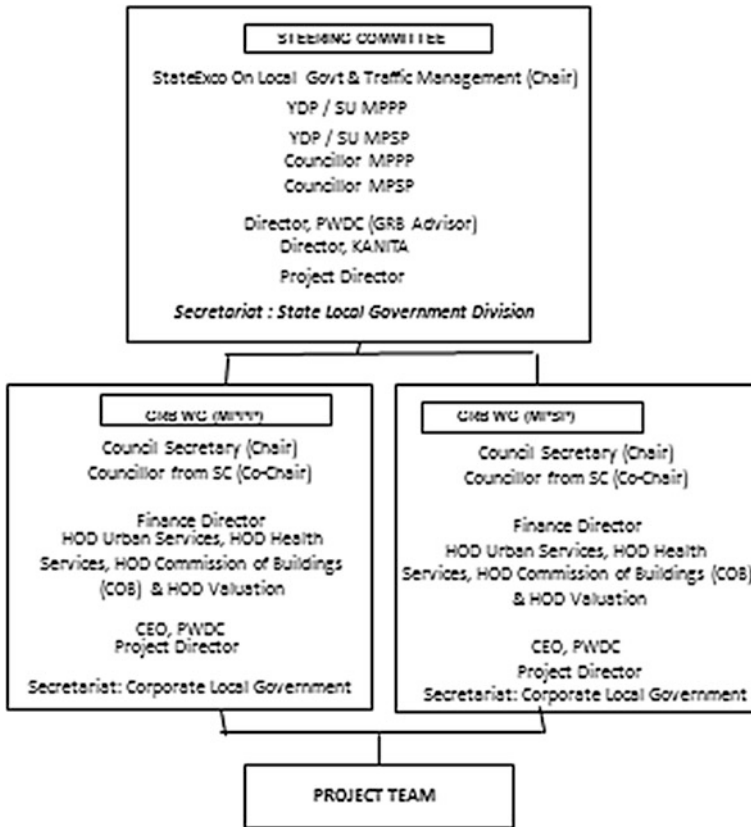 STEERING COMMITTEE
StateExco On Local Govt & Traffic Management (Chair)
YDP / SU MPPP
YDP / SU MPSP
Councillor MPPP
Councillor MPSP
Director, PWDC (GRB Advisor)
Director, KANITA
Project Director
Secretariat : State Local Government Division
GRB WG (MPPP)
Council Secretary (Chair)
Councillor from SC (Co-Chair)
Finance Director
HOD Urban Services, HOD Health
Services, HOD Commission of Buildings
(COB) & HOD Valuation
CEO, PWDC
Project Director
Secretariat: Corporate Local Government
GRB WG (MPSP)
Council Secretary (Chair)
Councillor from SC (Co-Chair)
Finance Director
HOD Urban Services, HOD Health
Services, HOD Commission of Buildings (COB)
& HOD Valuation
CEO, PWDC
Project Director
Secretariat: Corporate Local Government
PROJECT TEAM